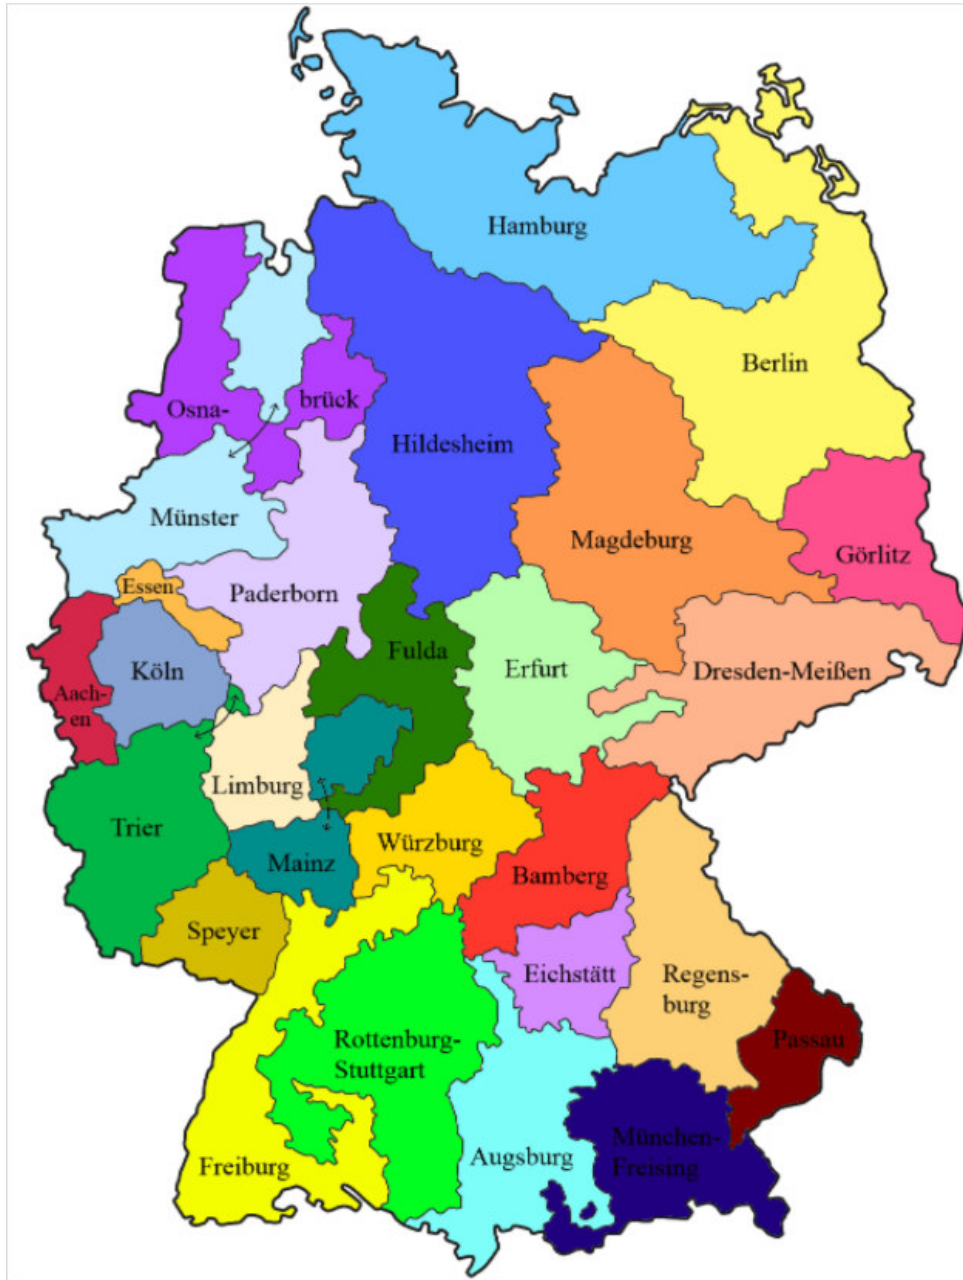 Hamburg
Berlin
Osna-
brück
Hildesheim
Münster
Magdeburg
Görlitz
Essen
Paderborn
Fulda
Erfurt
Dresden-Meißen
Köln
Aach-
en
Limburg
Trier
Mainz
Würzburg
Bamberg
Speyer
Eichstätt
Regens-
burg
Passau
Rottenburg-
Stuttgart
Freiburg
Augsburg
München-
Freising